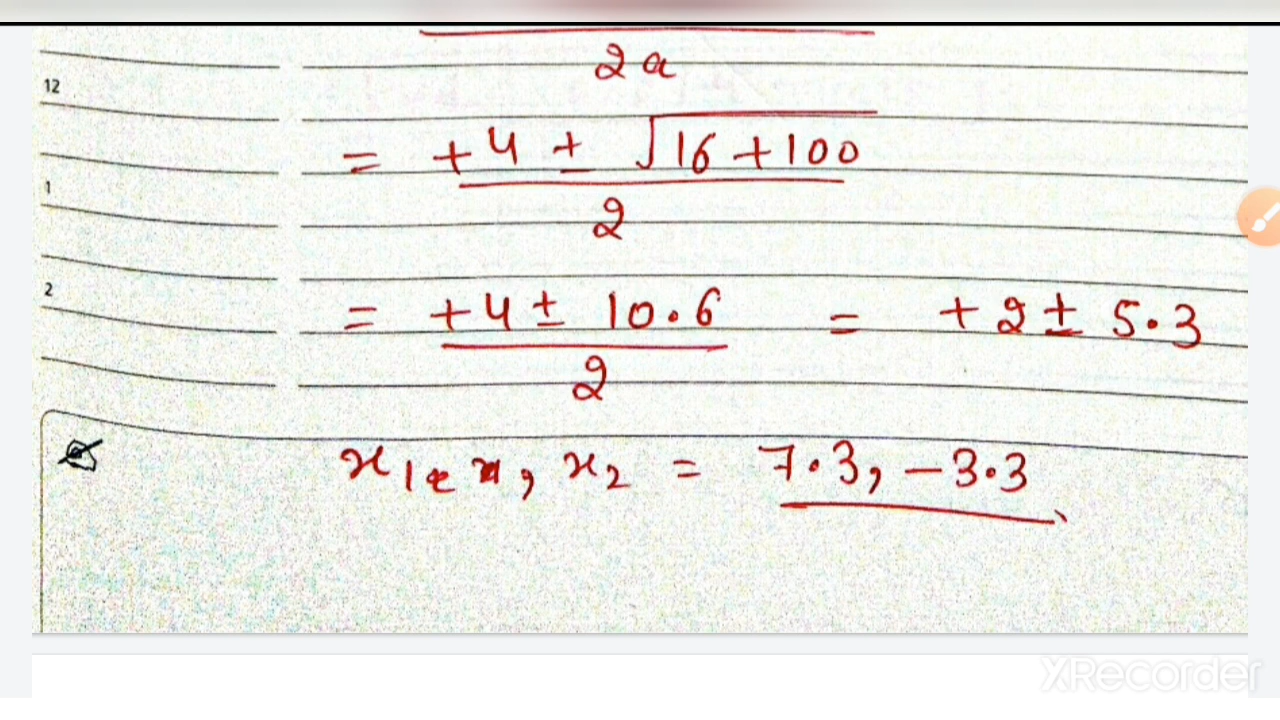 2a
12
= +4 ± √16 +100
1
2
2
= +4 ± 10.6 = +2 ± 5.3
2
x1, x2 = 7.3, -3.3
XRecorder